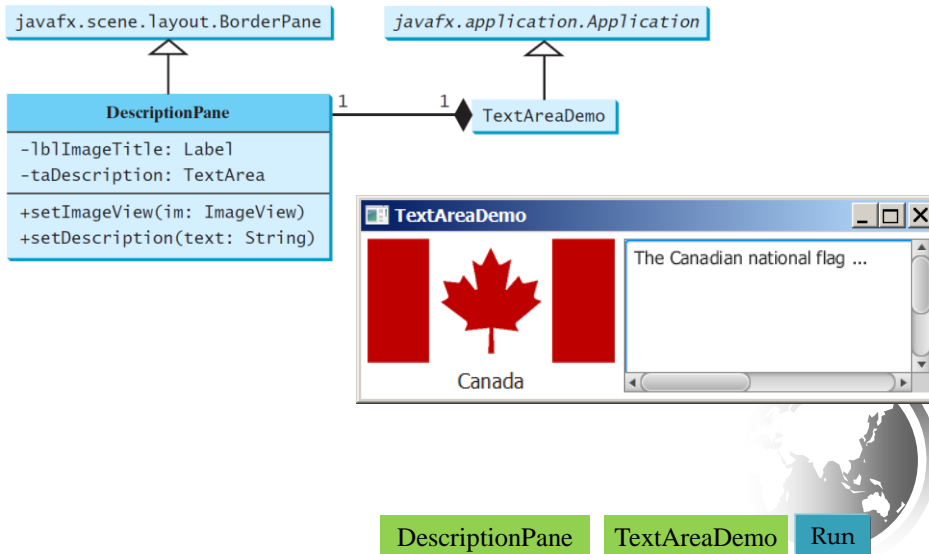 javafx.scene.layout.BorderPane
javafx.application.Application
DescriptionPane
1
1
TextAreaDemo
-lblImageTitle: Label
-taDescription: TextArea
+setImageView(im: ImageView)
+setDescription(text: String)
TextAreaDemo
The Canadian national flag ...
Canada
DescriptionPane
TextAreaDemo
Run